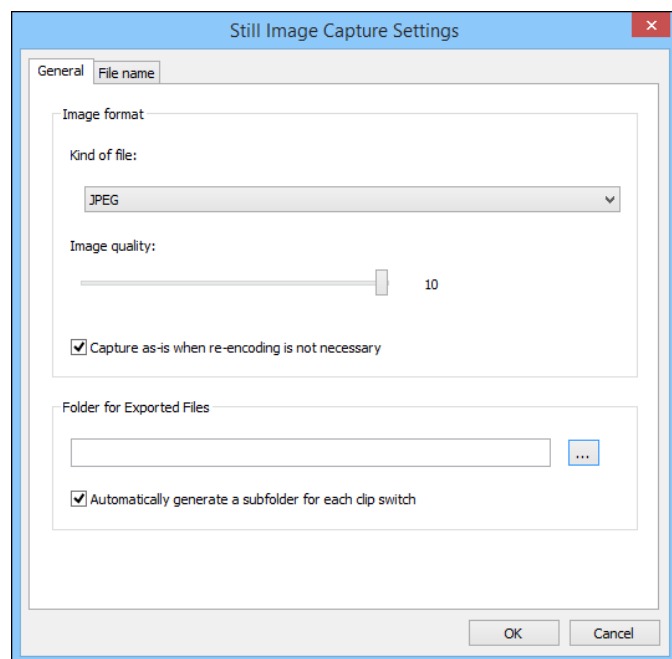 Still Image Capture Settings
General File name
Image format
Kind of file:
JPEG
Image quality:
10
Capture as-is when re-encoding is not necessary
Folder for Exported Files
...
Automatically generate a subfolder for each clip switch
OK Cancel